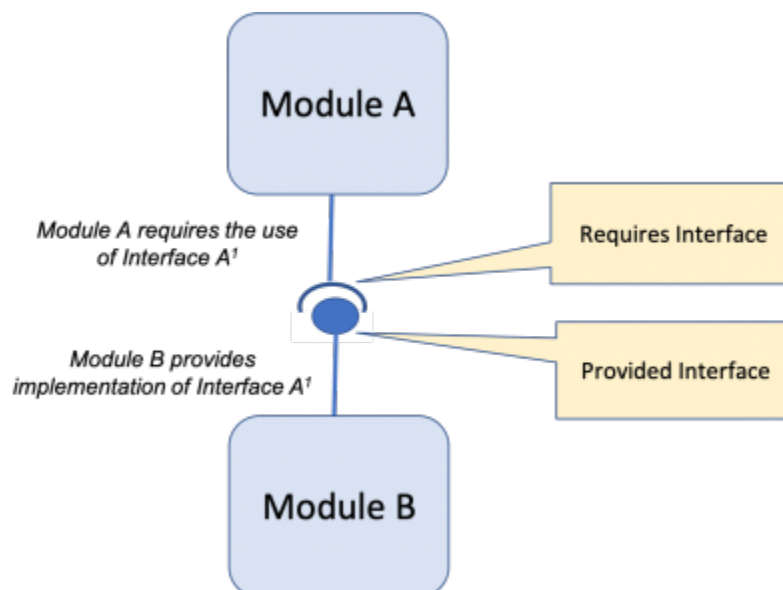 Module A
Module A requires the use
of Interface A¹
Requires Interface
Module B provides
implementation of Interface A¹
Provided Interface
Module B